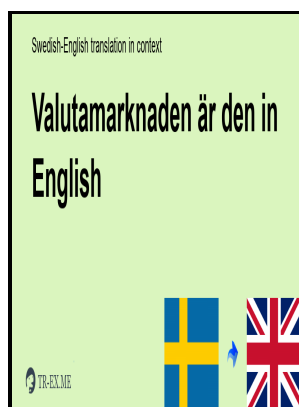 Swedish-English translation in context
Valutamarknaden är den in
English
TR-EX.ME